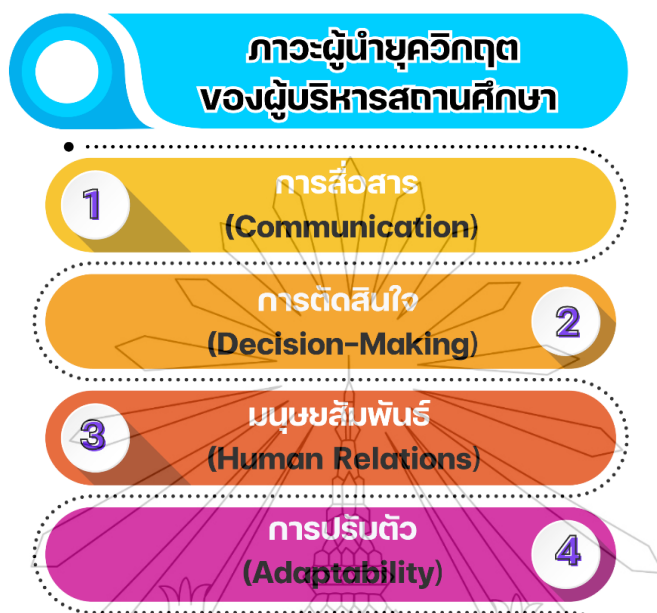 ภาวะผู้นำยุควิกฤต
ของผู้บริหารสถานศึกษา
1
การสื่อสาร
(Communication)
การตัดสินใจ
(Decision-Making)
2
3
มนุษยสัมพันธ์
(Human Relations)
การปรับตัว
(Adaptability)
4